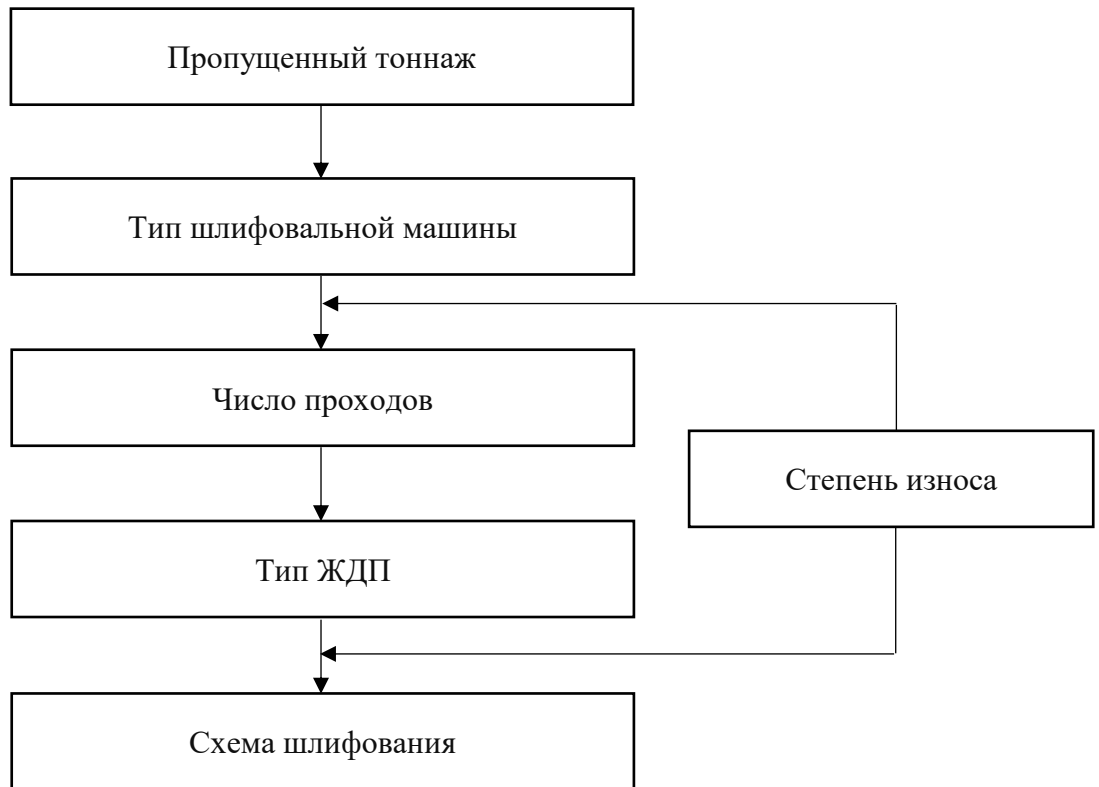 Пропущенный тоннаж
Тип шлифовальной машины
Число проходов
Степень износа
Тип ЖДП
Схема шлифования